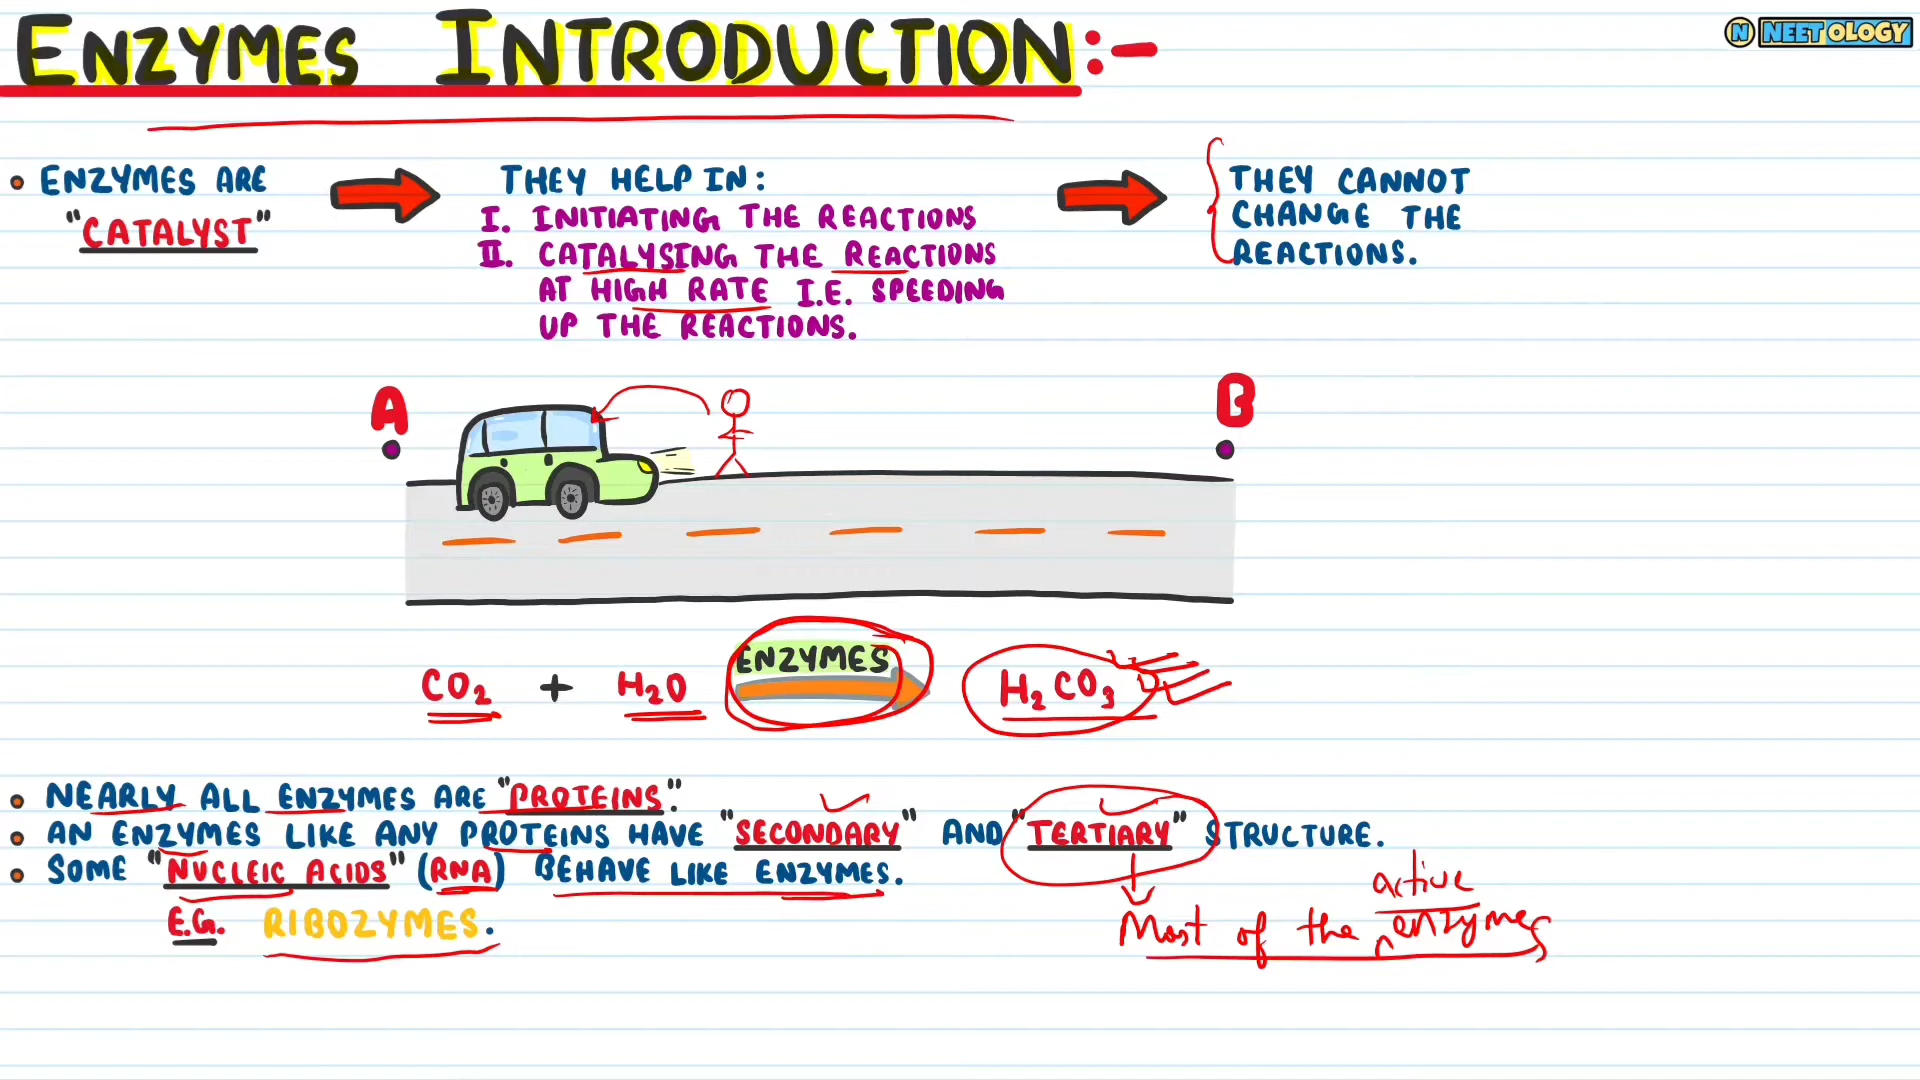 ENZYMES INTRODUCTION:-
N NEETOLOGY
• ENZYMES ARE
"CATALYST"
THEY HELP IN:
I. INITIATING THE REACTIONS
II. CATALYSING THE REACTIONS
AT HIGH RATE I.E. SPEEDING
UP THE REACTIONS.
THEY CANNOT
CHANGE THE
REACTIONS.
A
B
CO₂ + H₂O ENZYMES H₂CO₃
• NEARLY ALL ENZYMES ARE "PROTEINS".
• AN ENZYMES LIKE ANY PROTEINS HAVE "SECONDARY" AND "TERTIARY" STRUCTURE.
• SOME "NUCLEIC ACIDS" (RNA) BEHAVE LIKE ENZYMES.
E.G. RIBOZYMES.
active
Most of the enzymes